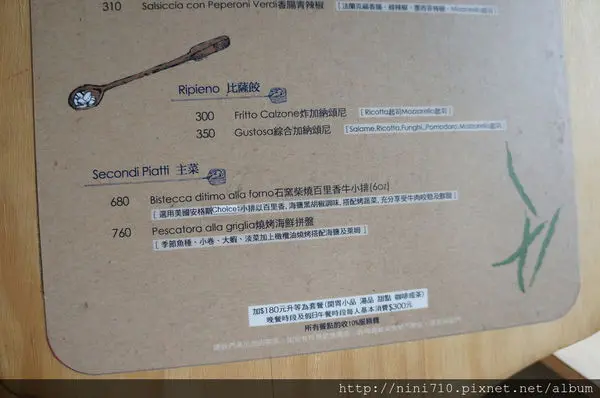 310 Salsiccia con Peperoni Verdi香腸青辣椒
Ripieno 比薩餃
300 Fritto Calzone炸加納頌尼 [Ricotta起司Mozzarello起司]
350 Gustosa綜合加納頌尼 [Salame,Ricotta,Funghi,Pomodoro,Mozzarello起司]
Secondi Piatti 主菜
680 Bistecca ditimo alla forno石窯柴燒百里香牛小排(6oz)
[選用美國安格斯Choice小排以百里香, 海鹽黑胡椒調味, 搭配烤蔬菜, 充分享受牛肉咬勁及鮮甜]
760 Pescatora alla griglia燒烤海鮮拼盤
[季節魚種、小卷、大蝦、淡菜加上橄欖油燒烤搭配海鹽及萊姆]
加$180元升等為套餐(開胃小品 湯品 甜點 咖啡或茶)
晚餐時段及假日午餐時段每人基本消費$300元
所有餐點酌收10%服務費
http://nini710.pixnet.net/album